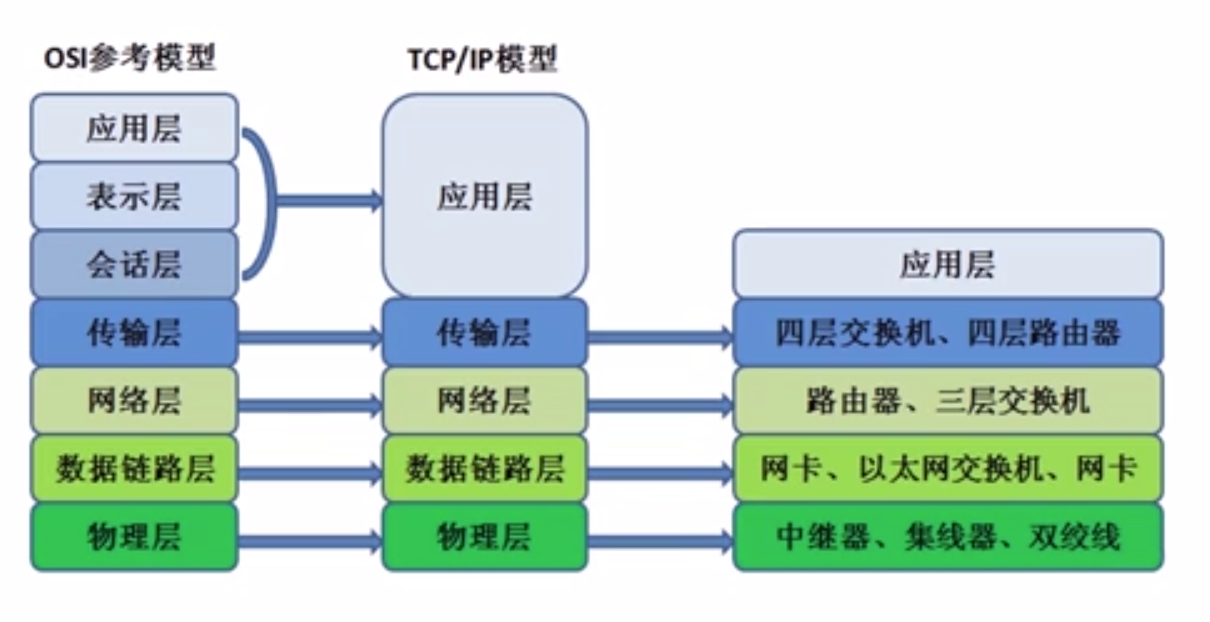 OSI参考模型
TCP/IP模型
应用层
表示层
会话层
传输层
网络层
数据链路层
物理层
应用层
传输层
网络层
数据链路层
物理层
应用层
四层交换机、四层路由器
路由器、三层交换机
网卡、以太网交换机、网卡
中继器、集线器、双绞线